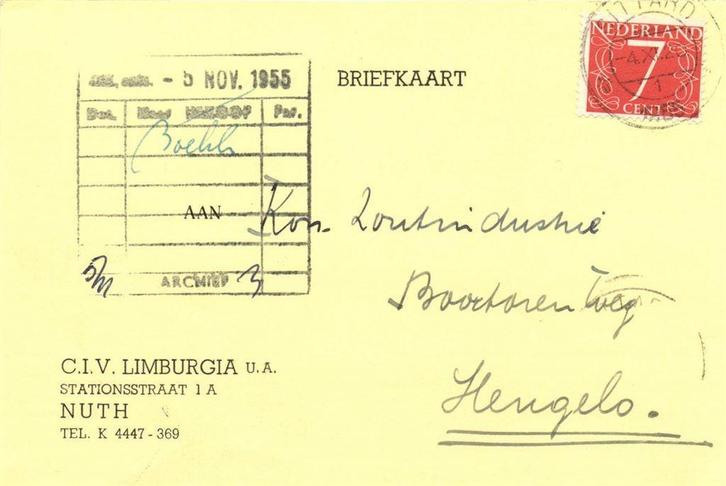 BRIEFKAART
NEDERLAND
7
CENT
- 5 NOV. 1955
Par.
AAN
ARCHIEF
Kon. Zoutindustrie
Boortorenweg
Hengelo.
C.I.V. LIMBURGIA U.A.
STATIONSSTRAAT 1 A
NUTH
TEL. K 4447 - 369